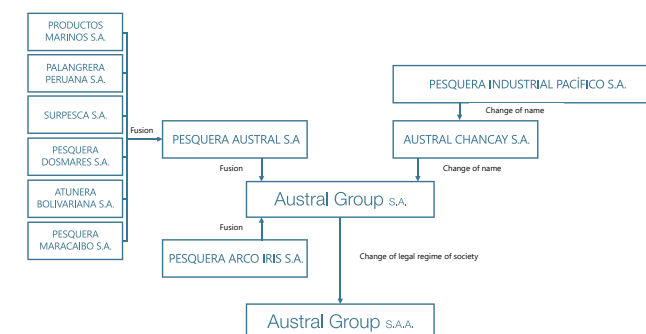 PRODUCTOS
MARINOS S.A.
PALANGRERA
PERUANA S.A.
SURPESCA S.A.
PESQUERA
DOSMARES S.A.
ATUNERA
BOLIVARIANA S.A.
PESQUERA
MARACAIBO S.A.
Fusion
PESQUERA AUSTRAL S.A
Fusion
PESQUERA INDUSTRIAL PACÍFICO S.A.
Change of name
AUSTRAL CHANCAY S.A.
Change of name
Austral Group S.A.
Fusion
PESQUERA ARCO IRIS S.A.
Change of legal regime of society
Austral Group S.A.A.